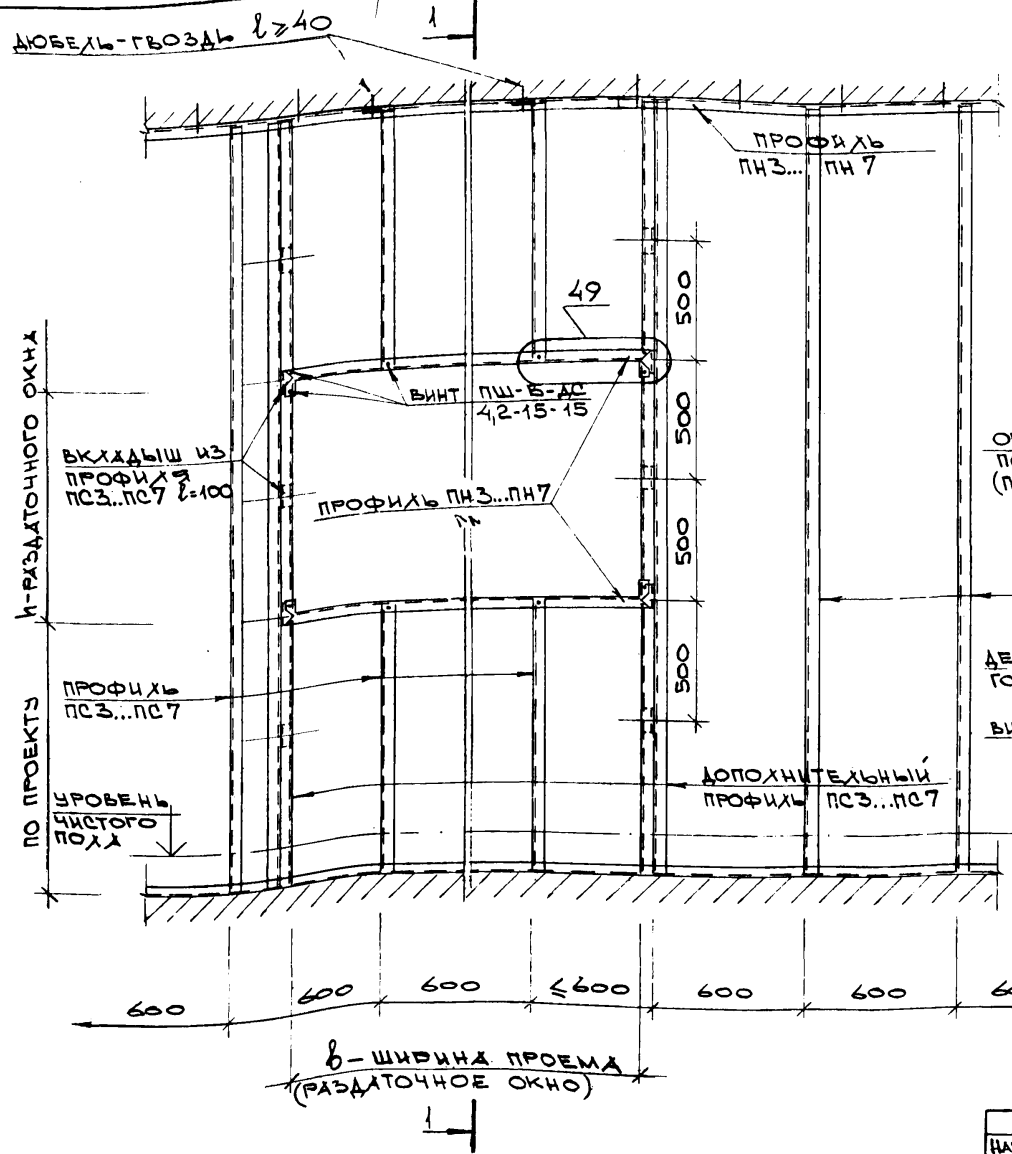 ДЮБЕЛЬ-ГВОЗДЬ ℓ⩾40
1
ПРОФИЛЬ
ПН3... ПН7
500
49
ВИНТ ПШ-Б-ДС
4,2-15-15
500
h-РАЗДАТОЧНОГО ОКНА
ВКЛАДЫШ ИЗ
ПРОФИЛЯ
ПС3..ПС7 ℓ=100
ПРОФИЛЬ ПН3...ПН7
500
500
ПРОФИЛЬ
ПС3...ПС7
ПО ПРОЕКТУ
ДОПОЛНИТЕЛЬНЫЙ
ПРОФИЛЬ ПС3...ПС7
УРОВЕНЬ
ЧИСТОГО
ПОЛА
600
600
600
⩽600
600
600
в-ШИРИНА ПРОЕМА
(РАЗДАТОЧНОЕ ОКНО)
1